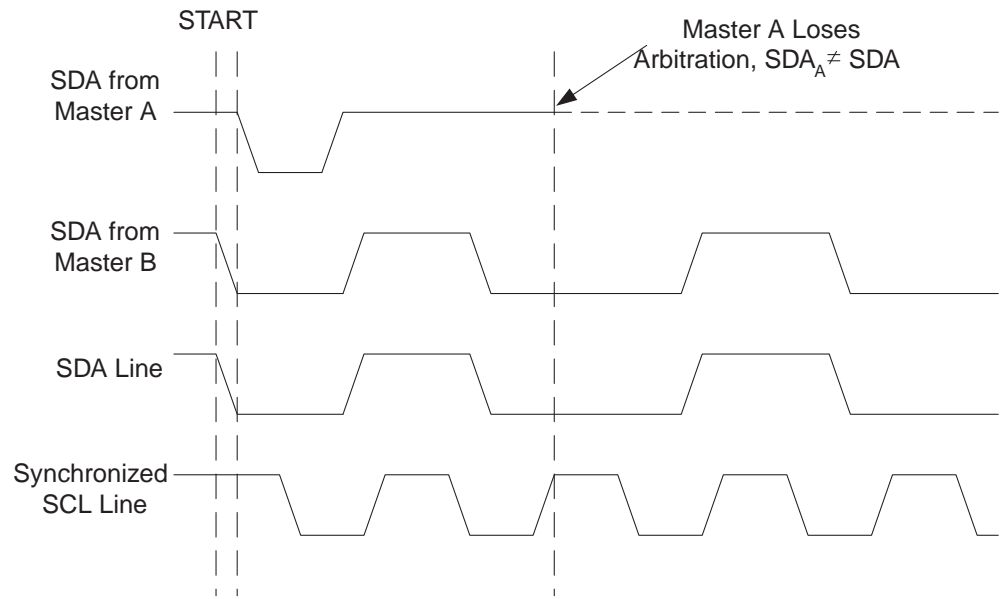 START
Master A Loses
Arbitration, SDA_A ≠ SDA
SDA from
Master A
SDA from
Master B
SDA Line
Synchronized
SCL Line